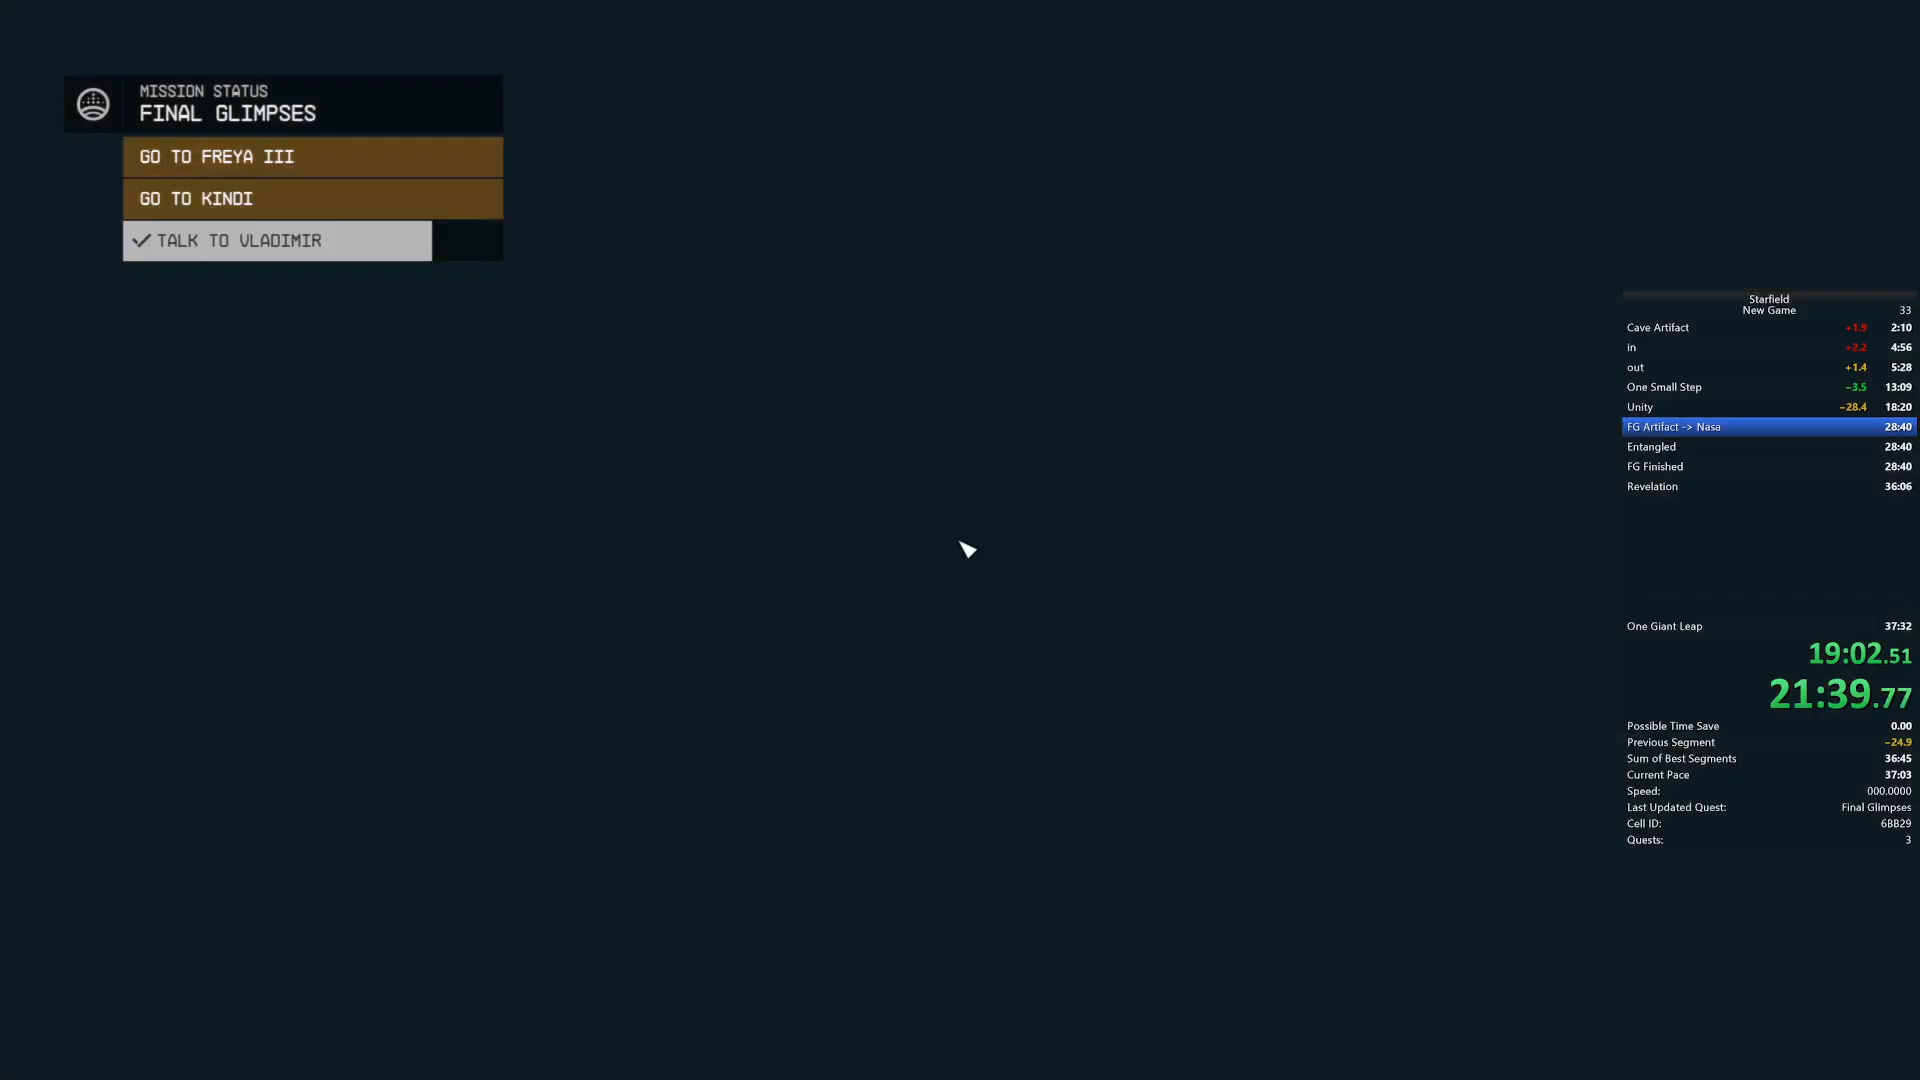 MISSION STATUS
FINAL GLIMPSES
GO TO FREYA III
GO TO KINDI
TALK TO VLADIMIR
Starfield
New Game 33
Cave Artifact +1.9 2:10
in +2.2 4:56
out +1.4 5:28
One Small Step −3.5 13:09
Unity −28.4 18:20
FG Artifact -> Nasa 28:40
Entangled 28:40
FG Finished 28:40
Revelation 36:06
One Giant Leap 37:32
19:02.51
21:39.77
Possible Time Save 0.00
Previous Segment −24.9
Sum of Best Segments 36:45
Current Pace 37:03
Speed: 000.0000
Last Updated Quest: Final Glimpses
Cell ID: 6BB29
Quests: 3